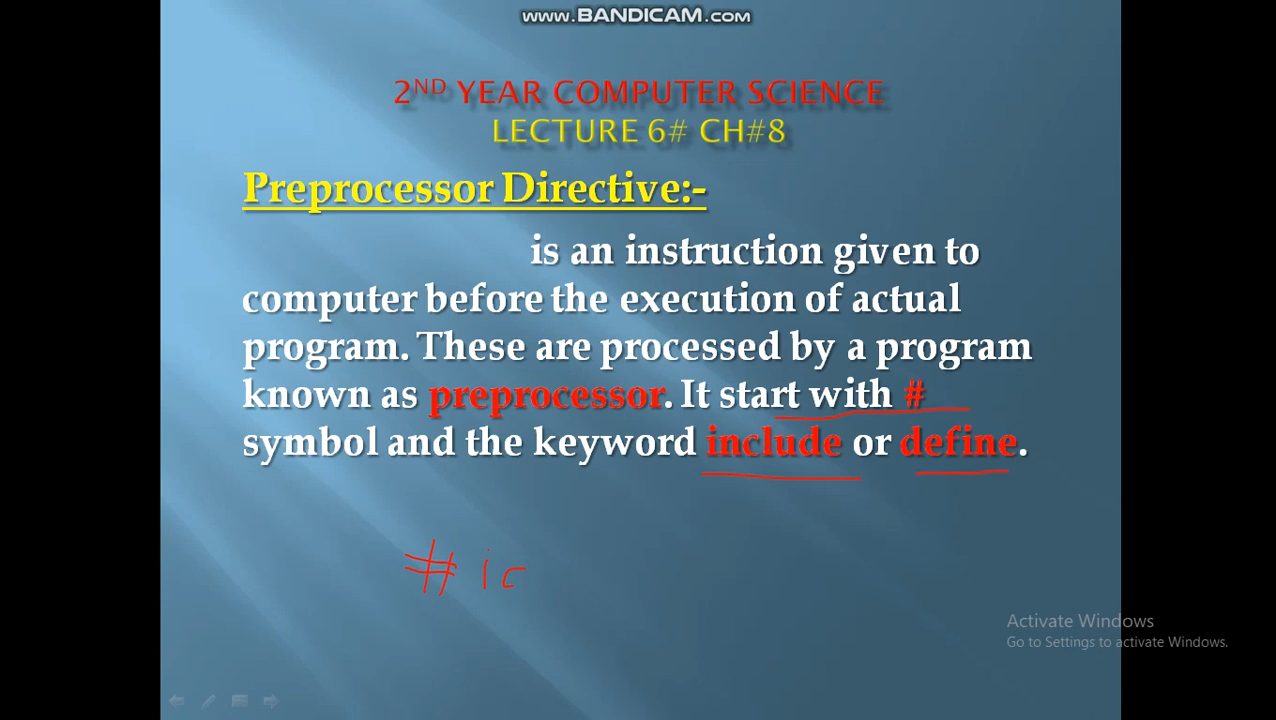 www.BANDICAM.com
2ND YEAR COMPUTER SCIENCE
LECTURE 6# CH#8
Preprocessor Directive:-
is an instruction given to
computer before the execution of actual
program. These are processed by a program
known as preprocessor. It start with #
symbol and the keyword include or define.
# ic
Activate Windows
Go to Settings to activate Windows.